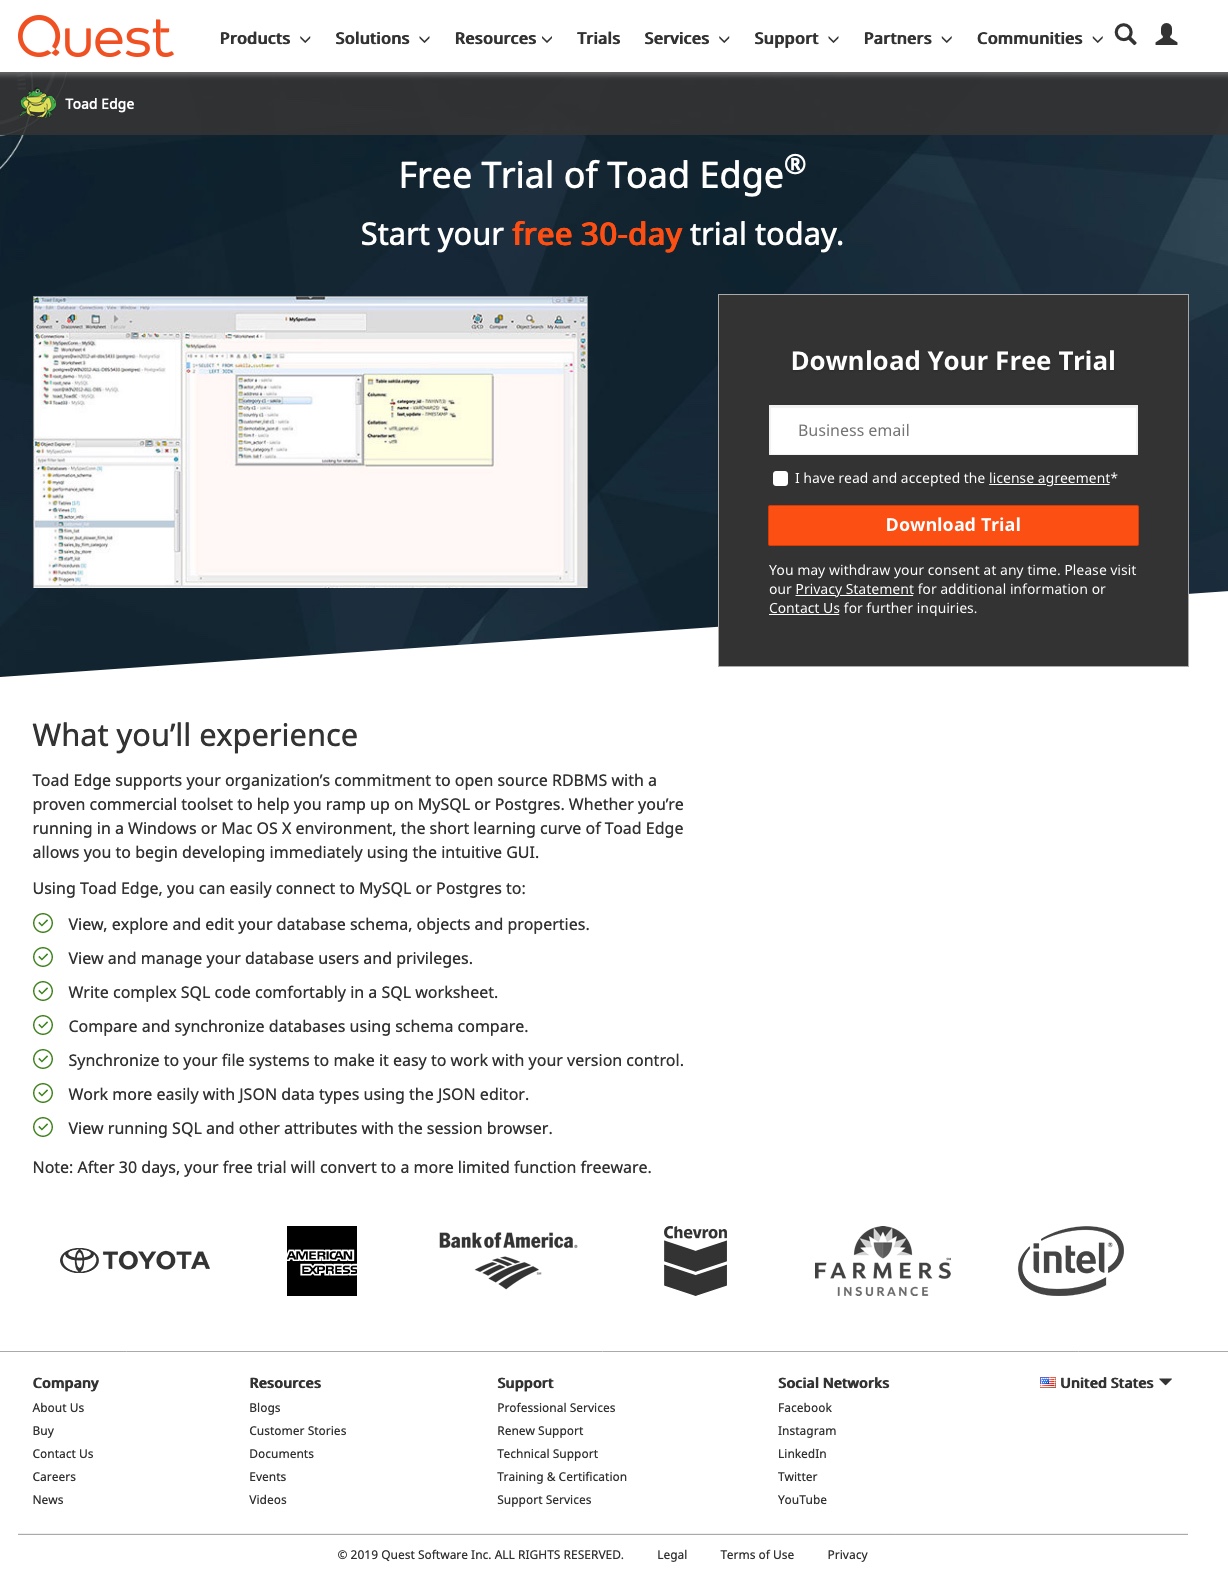 Quest
Products
Solutions
Resources
Trials
Services
Support
Partners
Communities
Toad Edge
Free Trial of Toad Edge®
Start your free 30-day trial today.
Download Your Free Trial
Business email
I have read and accepted the license agreement*
Download Trial
You may withdraw your consent at any time. Please visit
our Privacy Statement for additional information or
Contact Us for further inquiries.
What you’ll experience
Toad Edge supports your organization’s commitment to open source RDBMS with a
proven commercial toolset to help you ramp up on MySQL or Postgres. Whether you’re
running in a Windows or Mac OS X environment, the short learning curve of Toad Edge
allows you to begin developing immediately using the intuitive GUI.
Using Toad Edge, you can easily connect to MySQL or Postgres to:
View, explore and edit your database schema, objects and properties.
View and manage your database users and privileges.
Write complex SQL code comfortably in a SQL worksheet.
Compare and synchronize databases using schema compare.
Synchronize to your file systems to make it easy to work with your version control.
Work more easily with JSON data types using the JSON editor.
View running SQL and other attributes with the session browser.
Note: After 30 days, your free trial will convert to a more limited function freeware.
TOYOTA
AMERICAN
EXPRESS
Bank of America
Chevron
FARMERS
INSURANCE
intel
Company
About Us
Buy
Contact Us
Careers
News
Resources
Blogs
Customer Stories
Documents
Events
Videos
Support
Professional Services
Renew Support
Technical Support
Training & Certification
Support Services
Social Networks
Facebook
Instagram
LinkedIn
Twitter
YouTube
United States
© 2019 Quest Software Inc. ALL RIGHTS RESERVED.
Legal
Terms of Use
Privacy